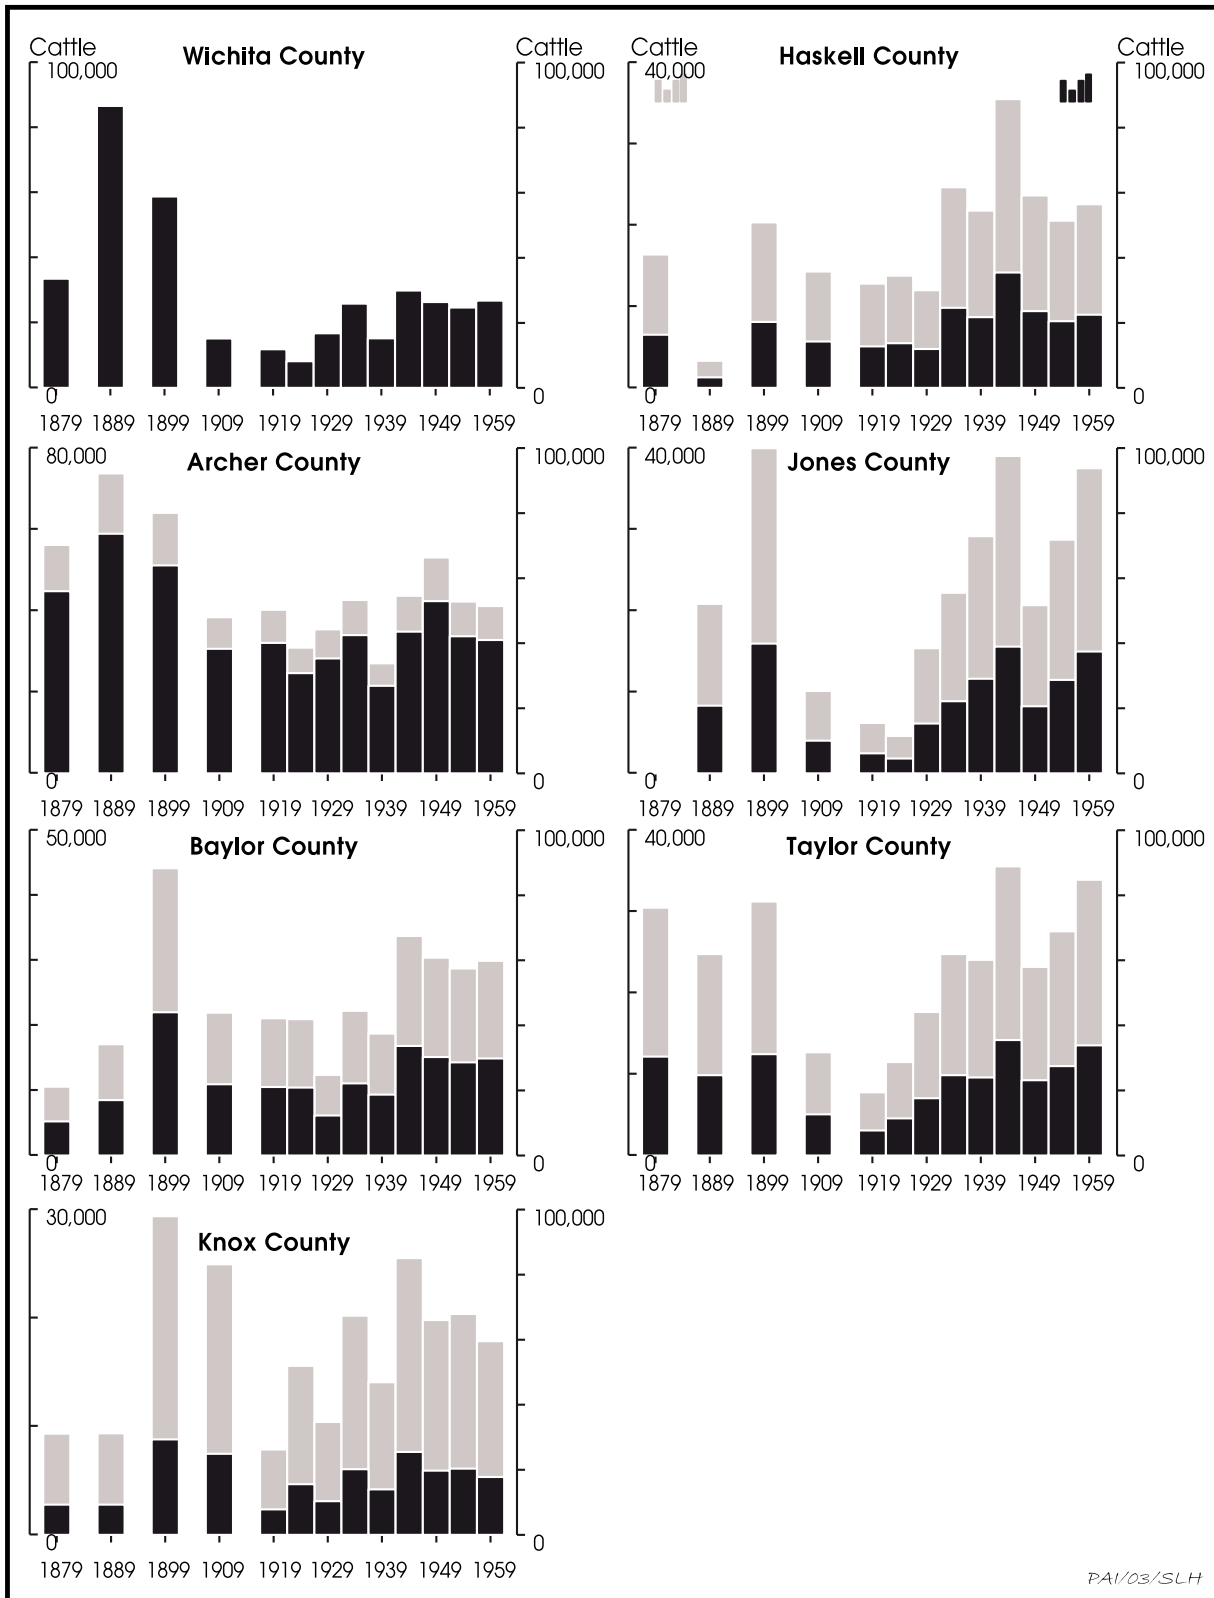 Cattle Wichita County Cattle
100,000 100,000
0 0
1879 1889 1899 1909 1919 1929 1939 1949 1959
Cattle Haskell County Cattle
40,000 100,000
0 0
1879 1889 1899 1909 1919 1929 1939 1949 1959
80,000 Archer County 100,000
0 0
1879 1889 1899 1909 1919 1929 1939 1949 1959
40,000 Jones County 100,000
0 0
1879 1889 1899 1909 1919 1929 1939 1949 1959
50,000 Baylor County 100,000
0 0
1879 1889 1899 1909 1919 1929 1939 1949 1959
40,000 Taylor County 100,000
0 0
1879 1889 1899 1909 1919 1929 1939 1949 1959
30,000 100,000
Knox County
0 0
1879 1889 1899 1909 1919 1929 1939 1949 1959
PAI/03/SLH